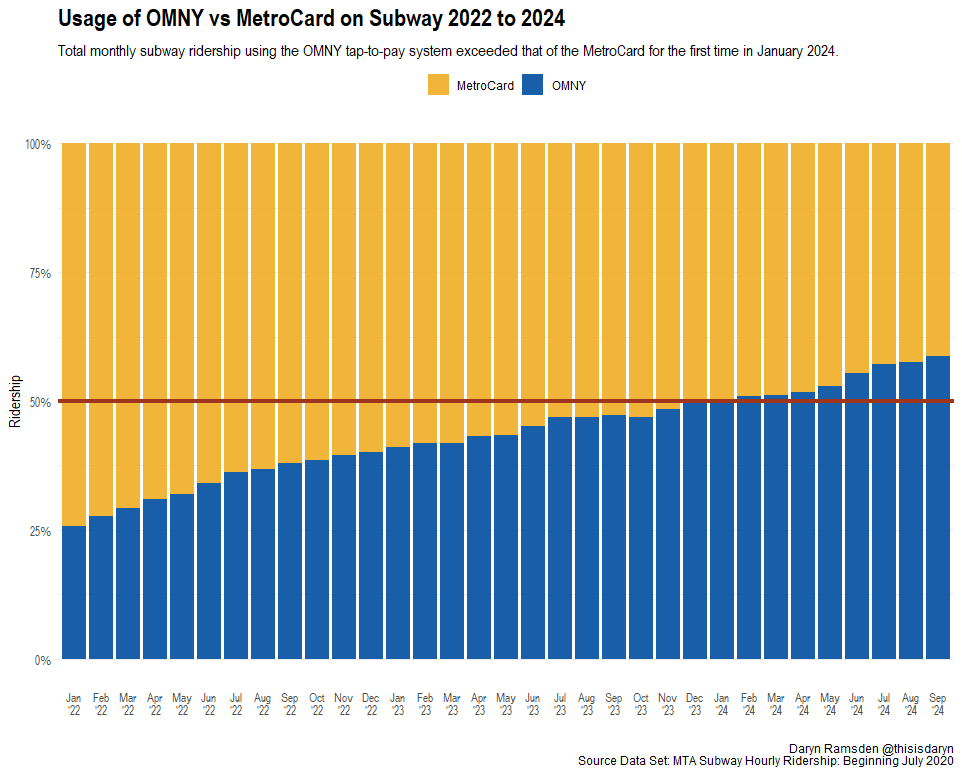 Usage of OMNY vs MetroCard on Subway 2022 to 2024
Total monthly subway ridership using the OMNY tap-to-pay system exceeded that of the MetroCard for the first time in January 2024.
MetroCard OMNY
100%
75%
Ridership
50%
25%
0%
Jan Feb Mar Apr May Jun Jul Aug Sep Oct Nov Dec Jan Feb Mar Apr May Jun Jul Aug Sep Oct Nov Dec Jan Feb Mar Apr May Jun Jul Aug Sep
'22 '22 '22 '22 '22 '22 '22 '22 '22 '22 '22 '22 '23 '23 '23 '23 '23 '23 '23 '23 '23 '23 '23 '23 '24 '24 '24 '24 '24 '24 '24 '24 '24
Daryn Ramsden @thisisdaryn
Source Data Set: MTA Subway Hourly Ridership: Beginning July 2020